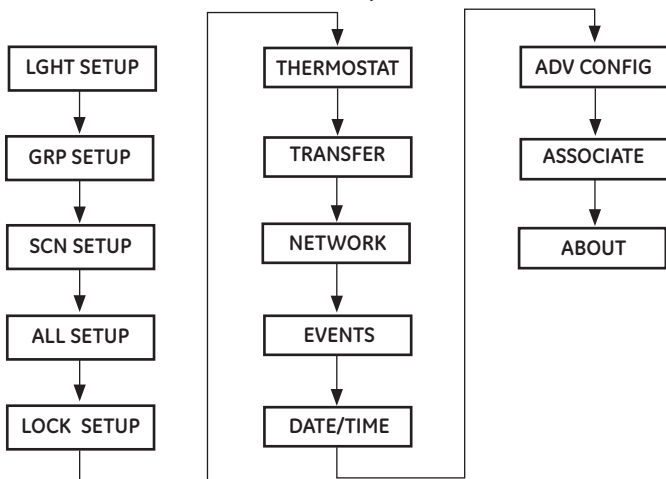 LGHT SETUP
GRP SETUP
SCN SETUP
ALL SETUP
LOCK SETUP
THERMOSTAT
TRANSFER
NETWORK
EVENTS
DATE/TIME
ADV CONFIG
ASSOCIATE
ABOUT